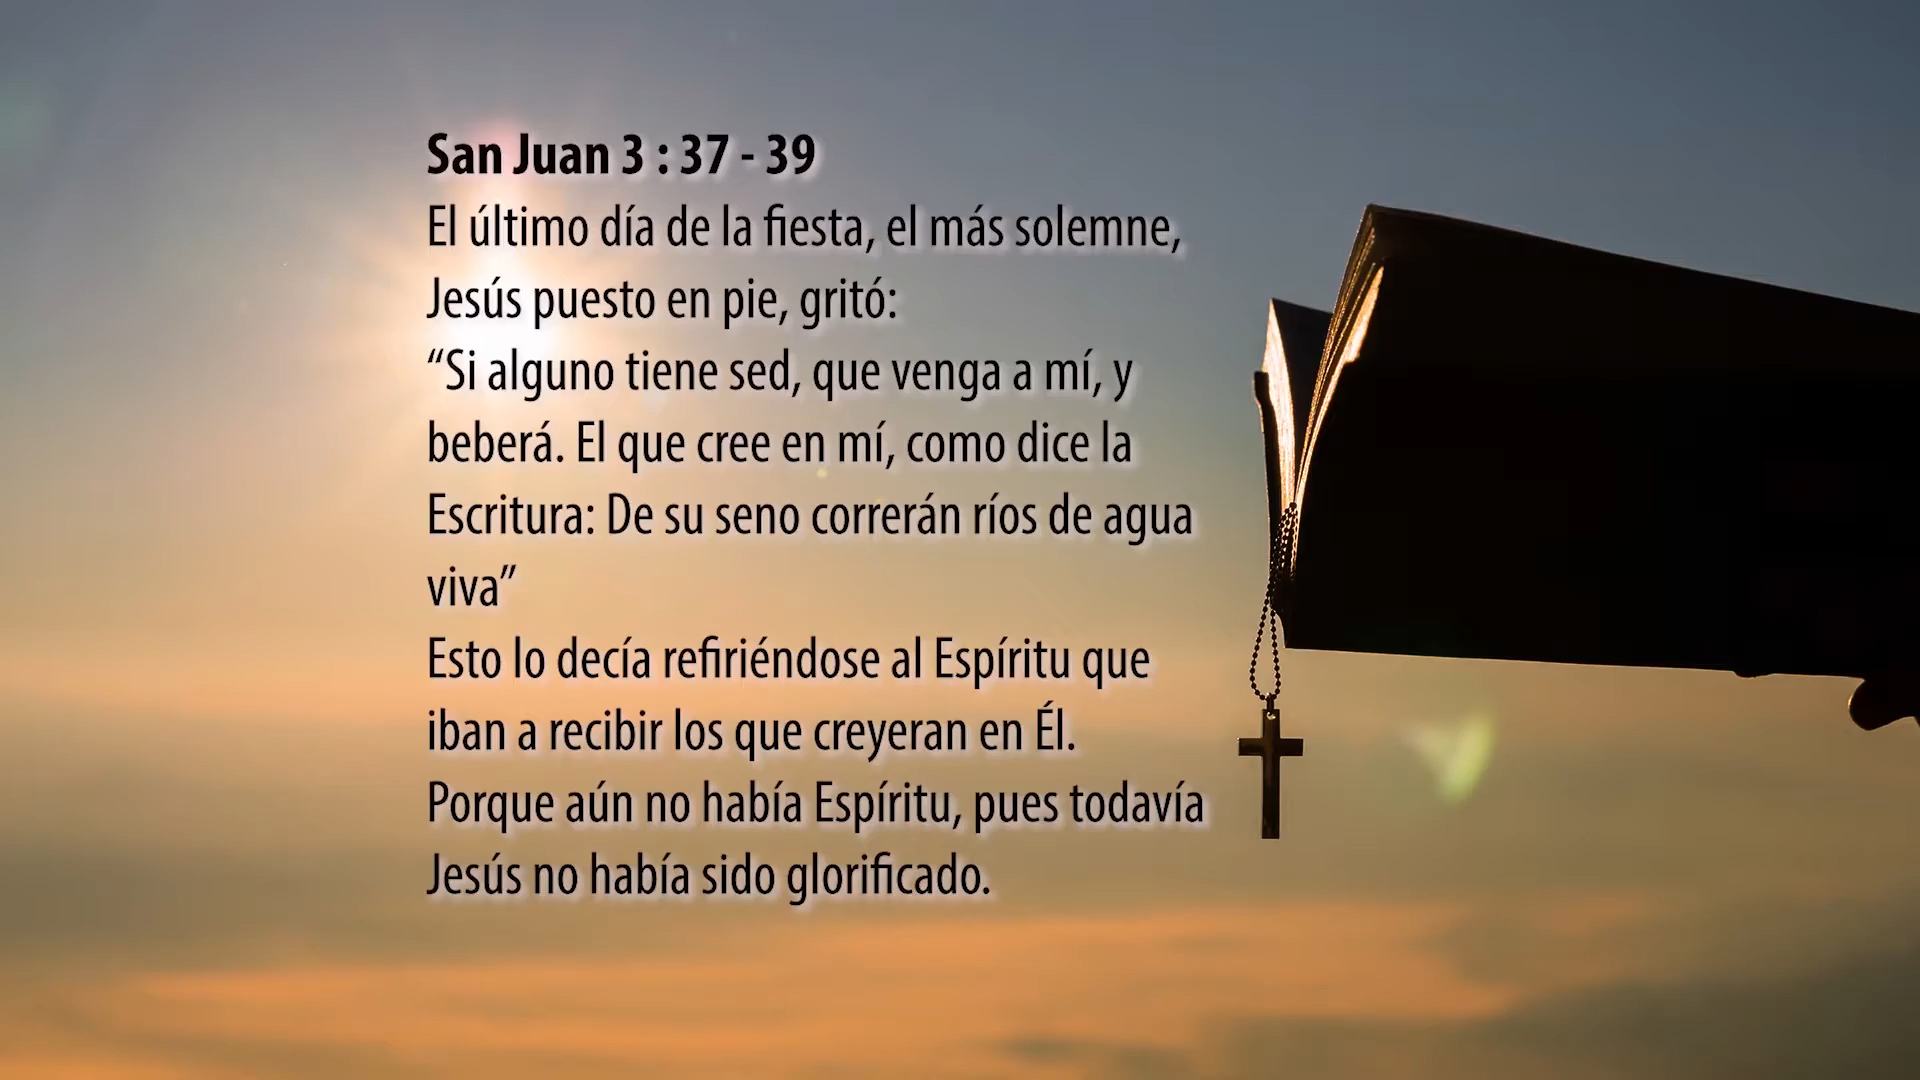 San Juan 3 : 37 - 39
El último día de la fiesta, el más solemne,
Jesús puesto en pie, gritó:
“Si alguno tiene sed, que venga a mí, y
beberá. El que cree en mí, como dice la
Escritura: De su seno correrán ríos de agua
viva”
Esto lo decía refiriéndose al Espíritu que
iban a recibir los que creyeran en Él.
Porque aún no había Espíritu, pues todavía
Jesús no había sido glorificado.